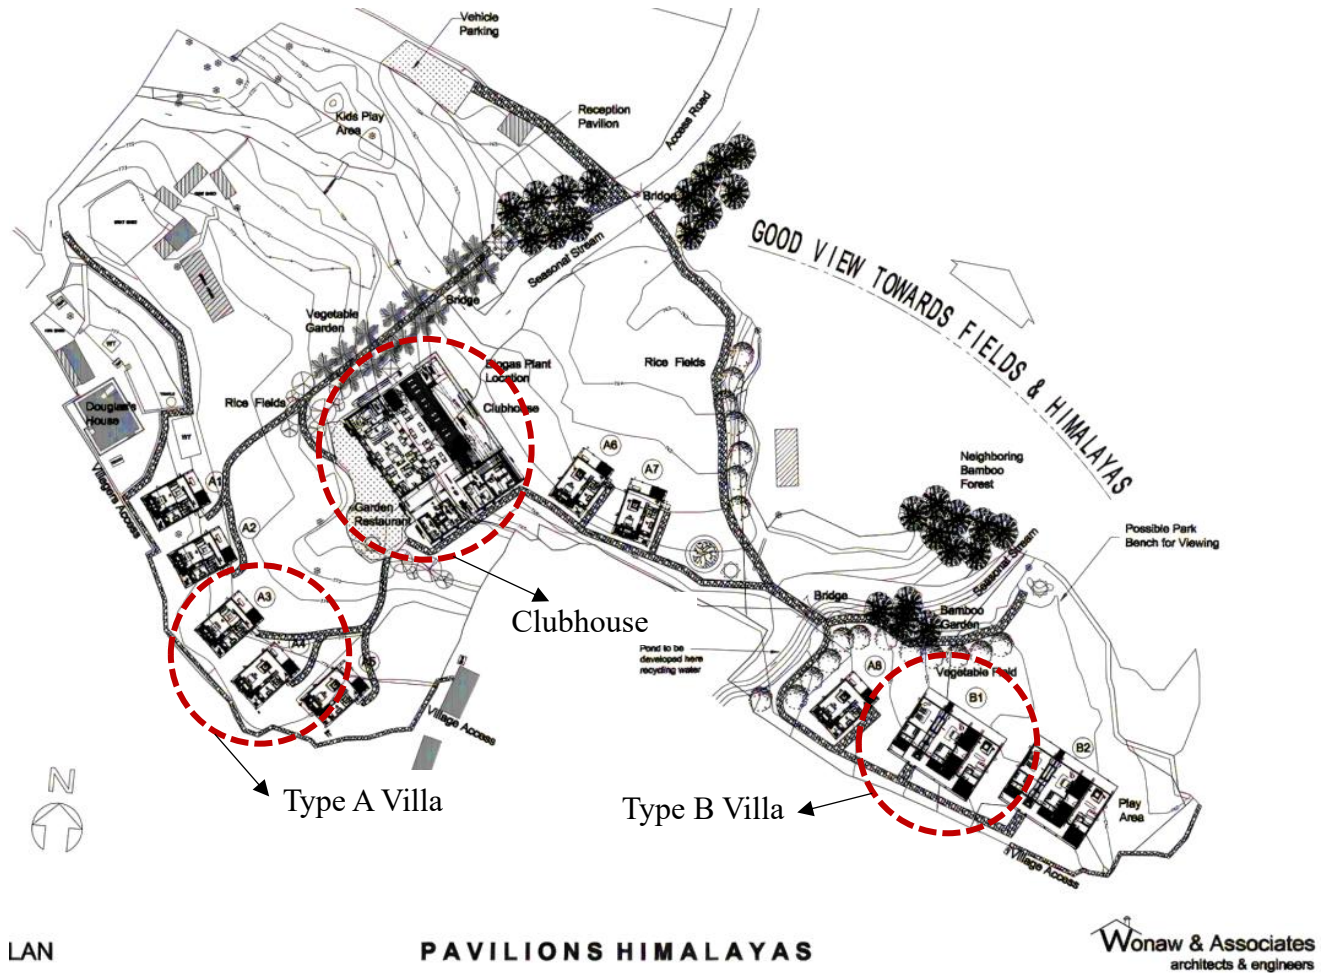 Vehicle
Parking
Kids Play
Area
Reception
Pavilion
Access Road
Bridge
Seasonal Stream
GOOD VIEW TOWARDS FIELDS & HIMALAYAS
Bridge
Vegetable
Garden
Biogas Plant
Location
Clubhouse
Rice Fields
Rice Fields
WT
Douglas's
House
WT
Villagers Access
A1
A2
A3
A4
A5
A6
A7
Garden
Restaurant
Neighboring
Bamboo
Forest
Possible Park
Bench for Viewing
Seasonal Stream
Bridge
Bamboo
Garden
Clubhouse
Pond to be
developed here
recycling water
A8
Vegetable Field
B1
B2
Village Access
Type A Villa
Type B Villa
Play
Area
Village Access
N
LAN
PAVILIONS HIMALAYAS
Wonaw & Associates
architects & engineers